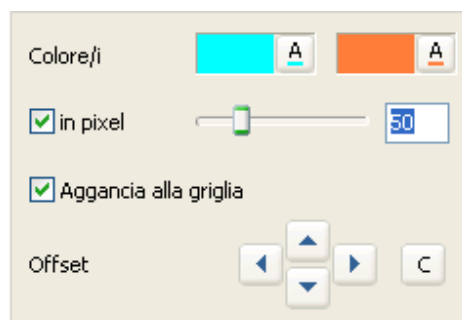 Colore/i A A
in pixel 50
Aggancia alla griglia
Offset C